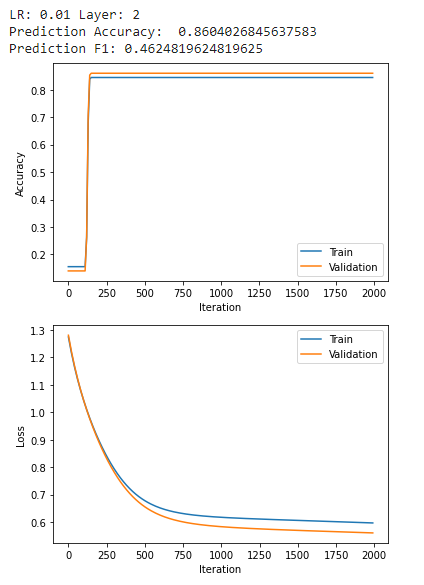 LR: 0.01 Layer: 2
Prediction Accuracy:  0.8604026845637583
Prediction F1: 0.4624819624819625
0.8
0.7
0.6
0.5
0.4
0.3
0.2
Accuracy
Train
Validation
0 250 500 750 1000 1250 1500 1750 2000
Iteration
1.3
1.2
1.1
1.0
0.9
0.8
0.7
0.6
Loss
Train
Validation
0 250 500 750 1000 1250 1500 1750 2000
Iteration